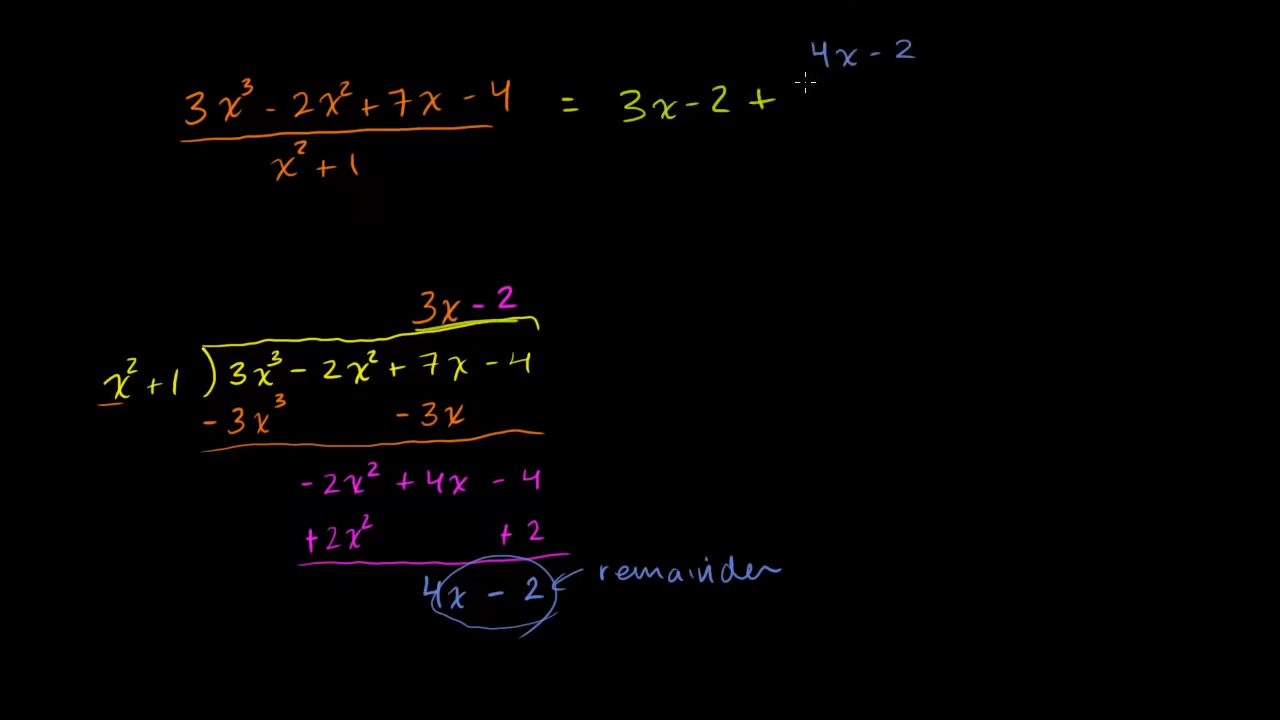 4x - 2
3x³ - 2x² + 7x - 4 = 3x - 2 +
x² + 1
3x - 2
x² + 1 ) 3x³ - 2x² + 7x - 4
- 3x³ - 3x
- 2x² + 4x - 4
+ 2x² + 2
4x - 2 ← remainder